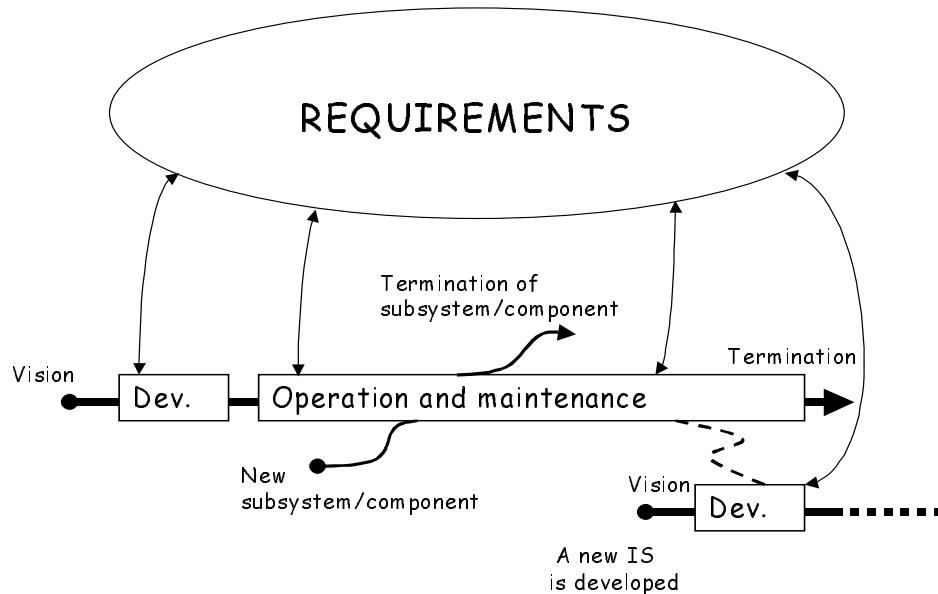 REQUIREMENTS
Termination of
subsystem/component
Termination
Vision
Dev.
Operation and maintenance
New
subsystem/component
Vision
Dev.
A new IS
is developed